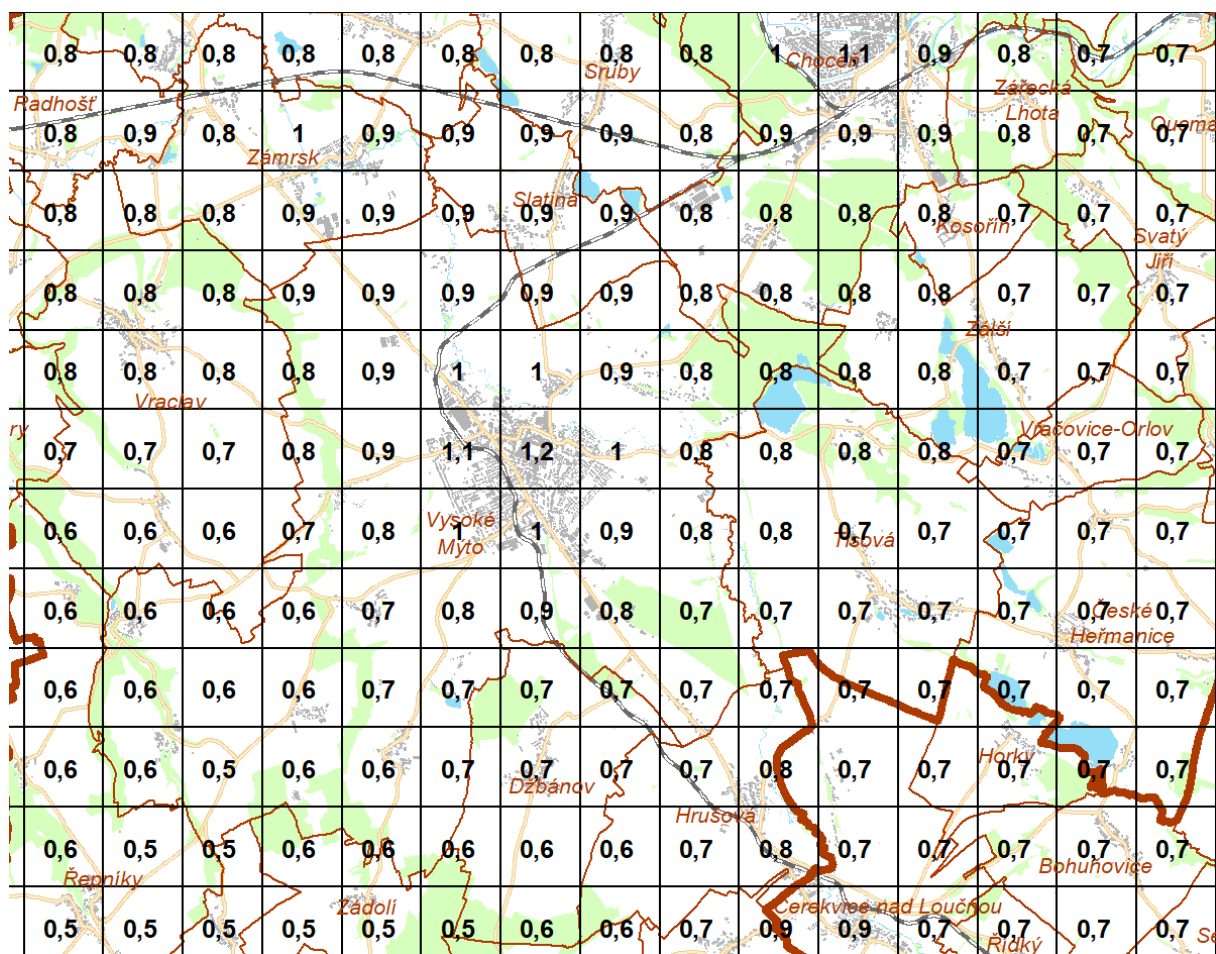 0,8 0,8 0,8 0,8 0,8 0,8 0,8 0,8 0,8 1 1,1 0,9 0,8 0,7 0,7
Sruby Choceň
Radhošť Zářecká
Lhota
0,8 0,9 0,8 1 0,9 0,9 0,9 0,9 0,8 0,9 0,9 0,9 0,8 0,7 0,7
Zámrsk
Slatina
0,8 0,8 0,8 0,9 0,9 0,9 0,9 0,9 0,8 0,8 0,8 0,8 0,7 0,7 0,7
Kosořín Svatý
Jiří
0,8 0,8 0,8 0,9 0,9 0,9 0,9 0,9 0,8 0,8 0,8 0,8 0,7 0,7 0,7
Zálší
0,8 0,8 0,8 0,8 0,9 1 1 0,9 0,8 0,8 0,8 0,8 0,7 0,7 0,7
Vraclav
ry Vračovice-Orlov
0,7 0,7 0,7 0,8 0,9 1,1 1,2 1 0,8 0,8 0,8 0,8 0,7 0,7 0,7
Vysoké
Mýto
0,6 0,6 0,6 0,7 0,8 1 1 0,9 0,8 0,8 0,7 0,7 0,7 0,7 0,7
Tisová
0,6 0,6 0,6 0,6 0,7 0,8 0,9 0,8 0,7 0,7 0,7 0,7 0,7 0,7 0,7
České
Heřmanice
0,6 0,6 0,6 0,6 0,7 0,7 0,7 0,7 0,7 0,7 0,7 0,7 0,7 0,7 0,7
Horky
0,6 0,6 0,5 0,6 0,6 0,7 0,7 0,7 0,7 0,8 0,7 0,7 0,7 0,7 0,7
Džbánov
Hrušová
0,6 0,5 0,5 0,6 0,6 0,6 0,6 0,6 0,7 0,8 0,7 0,7 0,7 0,7 0,7
Řepníky Bohuňovice
Zádolí Cerekvice nad Loučnou
0,5 0,5 0,5 0,5 0,5 0,5 0,6 0,6 0,7 0,9 0,9 0,7 0,7 0,7 0,7
Řídký